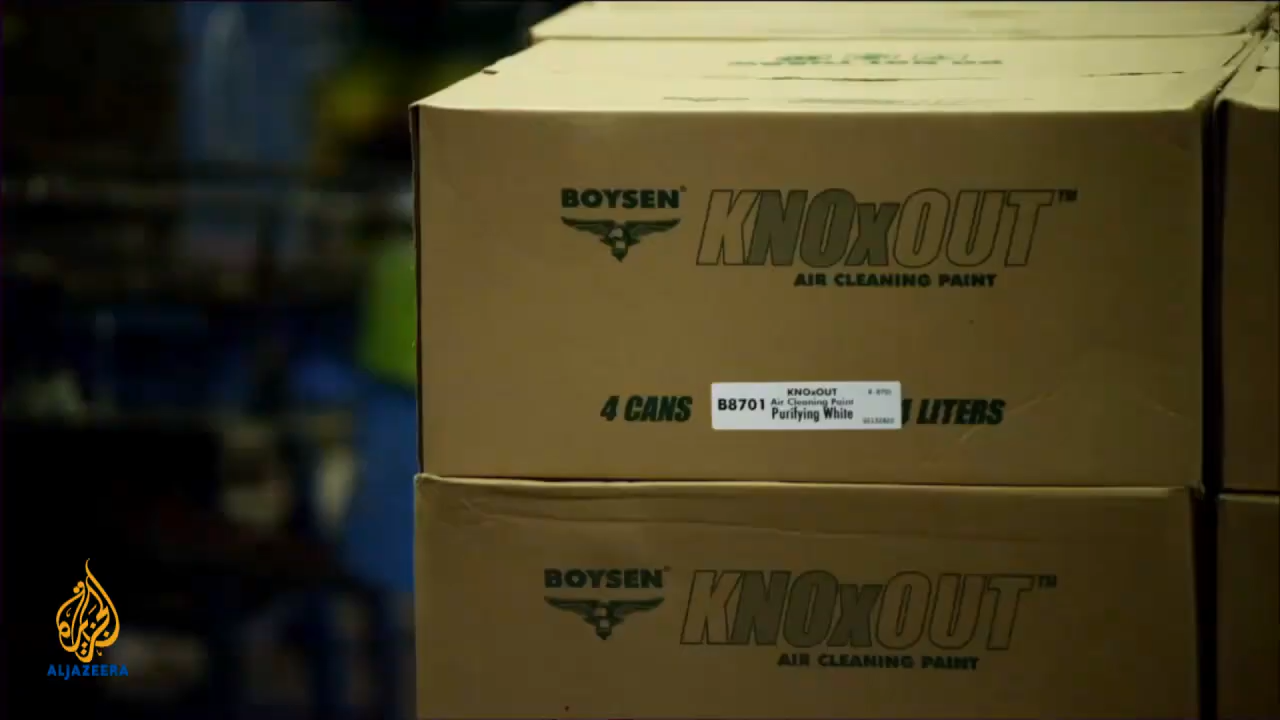 BOYSEN®
KNOxOUT™
AIR CLEANING PAINT
4 CANS
B8701
KNOxOUT
Air Cleaning Paint
Purifying White
LITERS
BOYSEN®
KNOxOUT™
AIR CLEANING PAINT
الجزيرة
ALJAZEERA